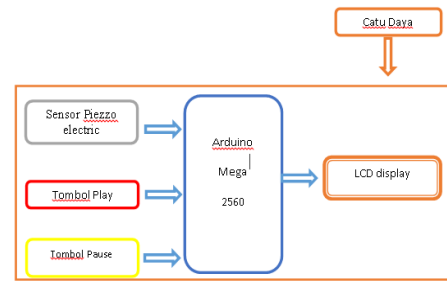 Catu Daya
Sensor Piezzo
electric
Arduino
Mega
2560
LCD display
Tombol Play
Tombol Pause